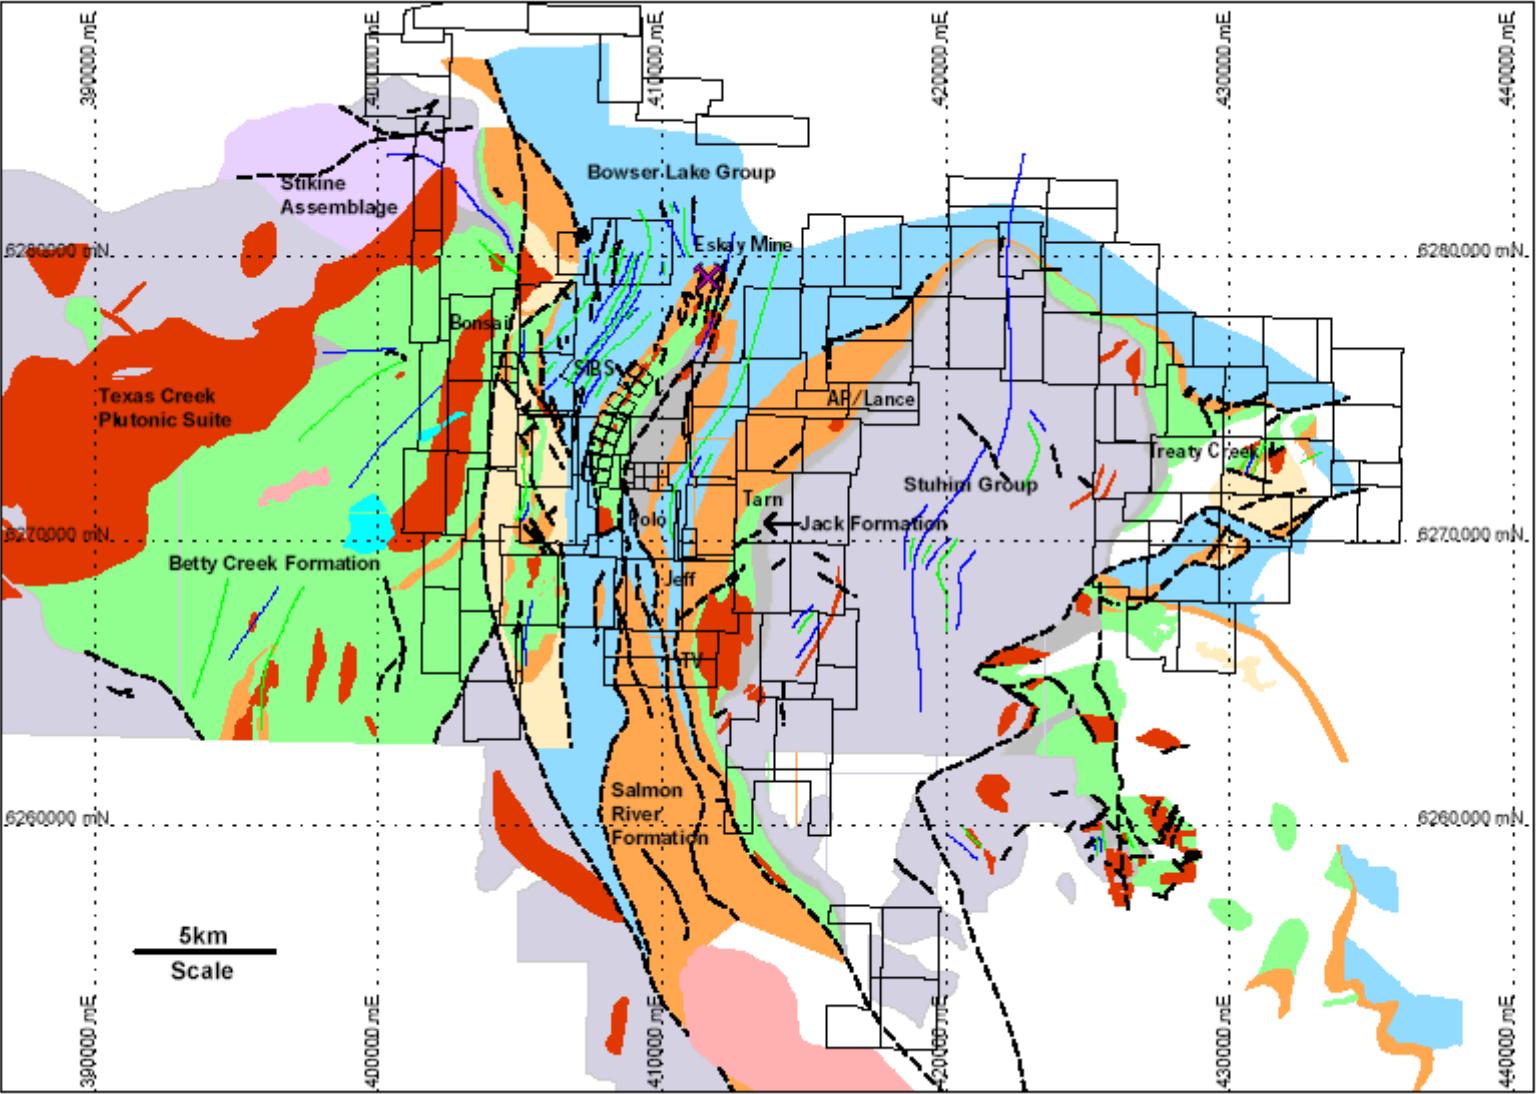 390000 mE
400000 mE
410000 mE
420000 mE
430000 mE
440000 mE
Bowser Lake Group
Stikine
Assemblage
Eskay Mine
6280000 mN
6280000 mN
Bonsai
SIBS
Texas Creek
Plutonic Suite
AP/Lance
Treaty Creek
Stuhini Group
Tarn
Polo
Jack Formation
6270000 mN
6270000 mN
Betty Creek Formation
Jeff
TV
Salmon
River
Formation
6260000 mN
6260000 mN
5km
Scale
390000 mE
400000 mE
410000 mE
420000 mE
430000 mE
440000 mE